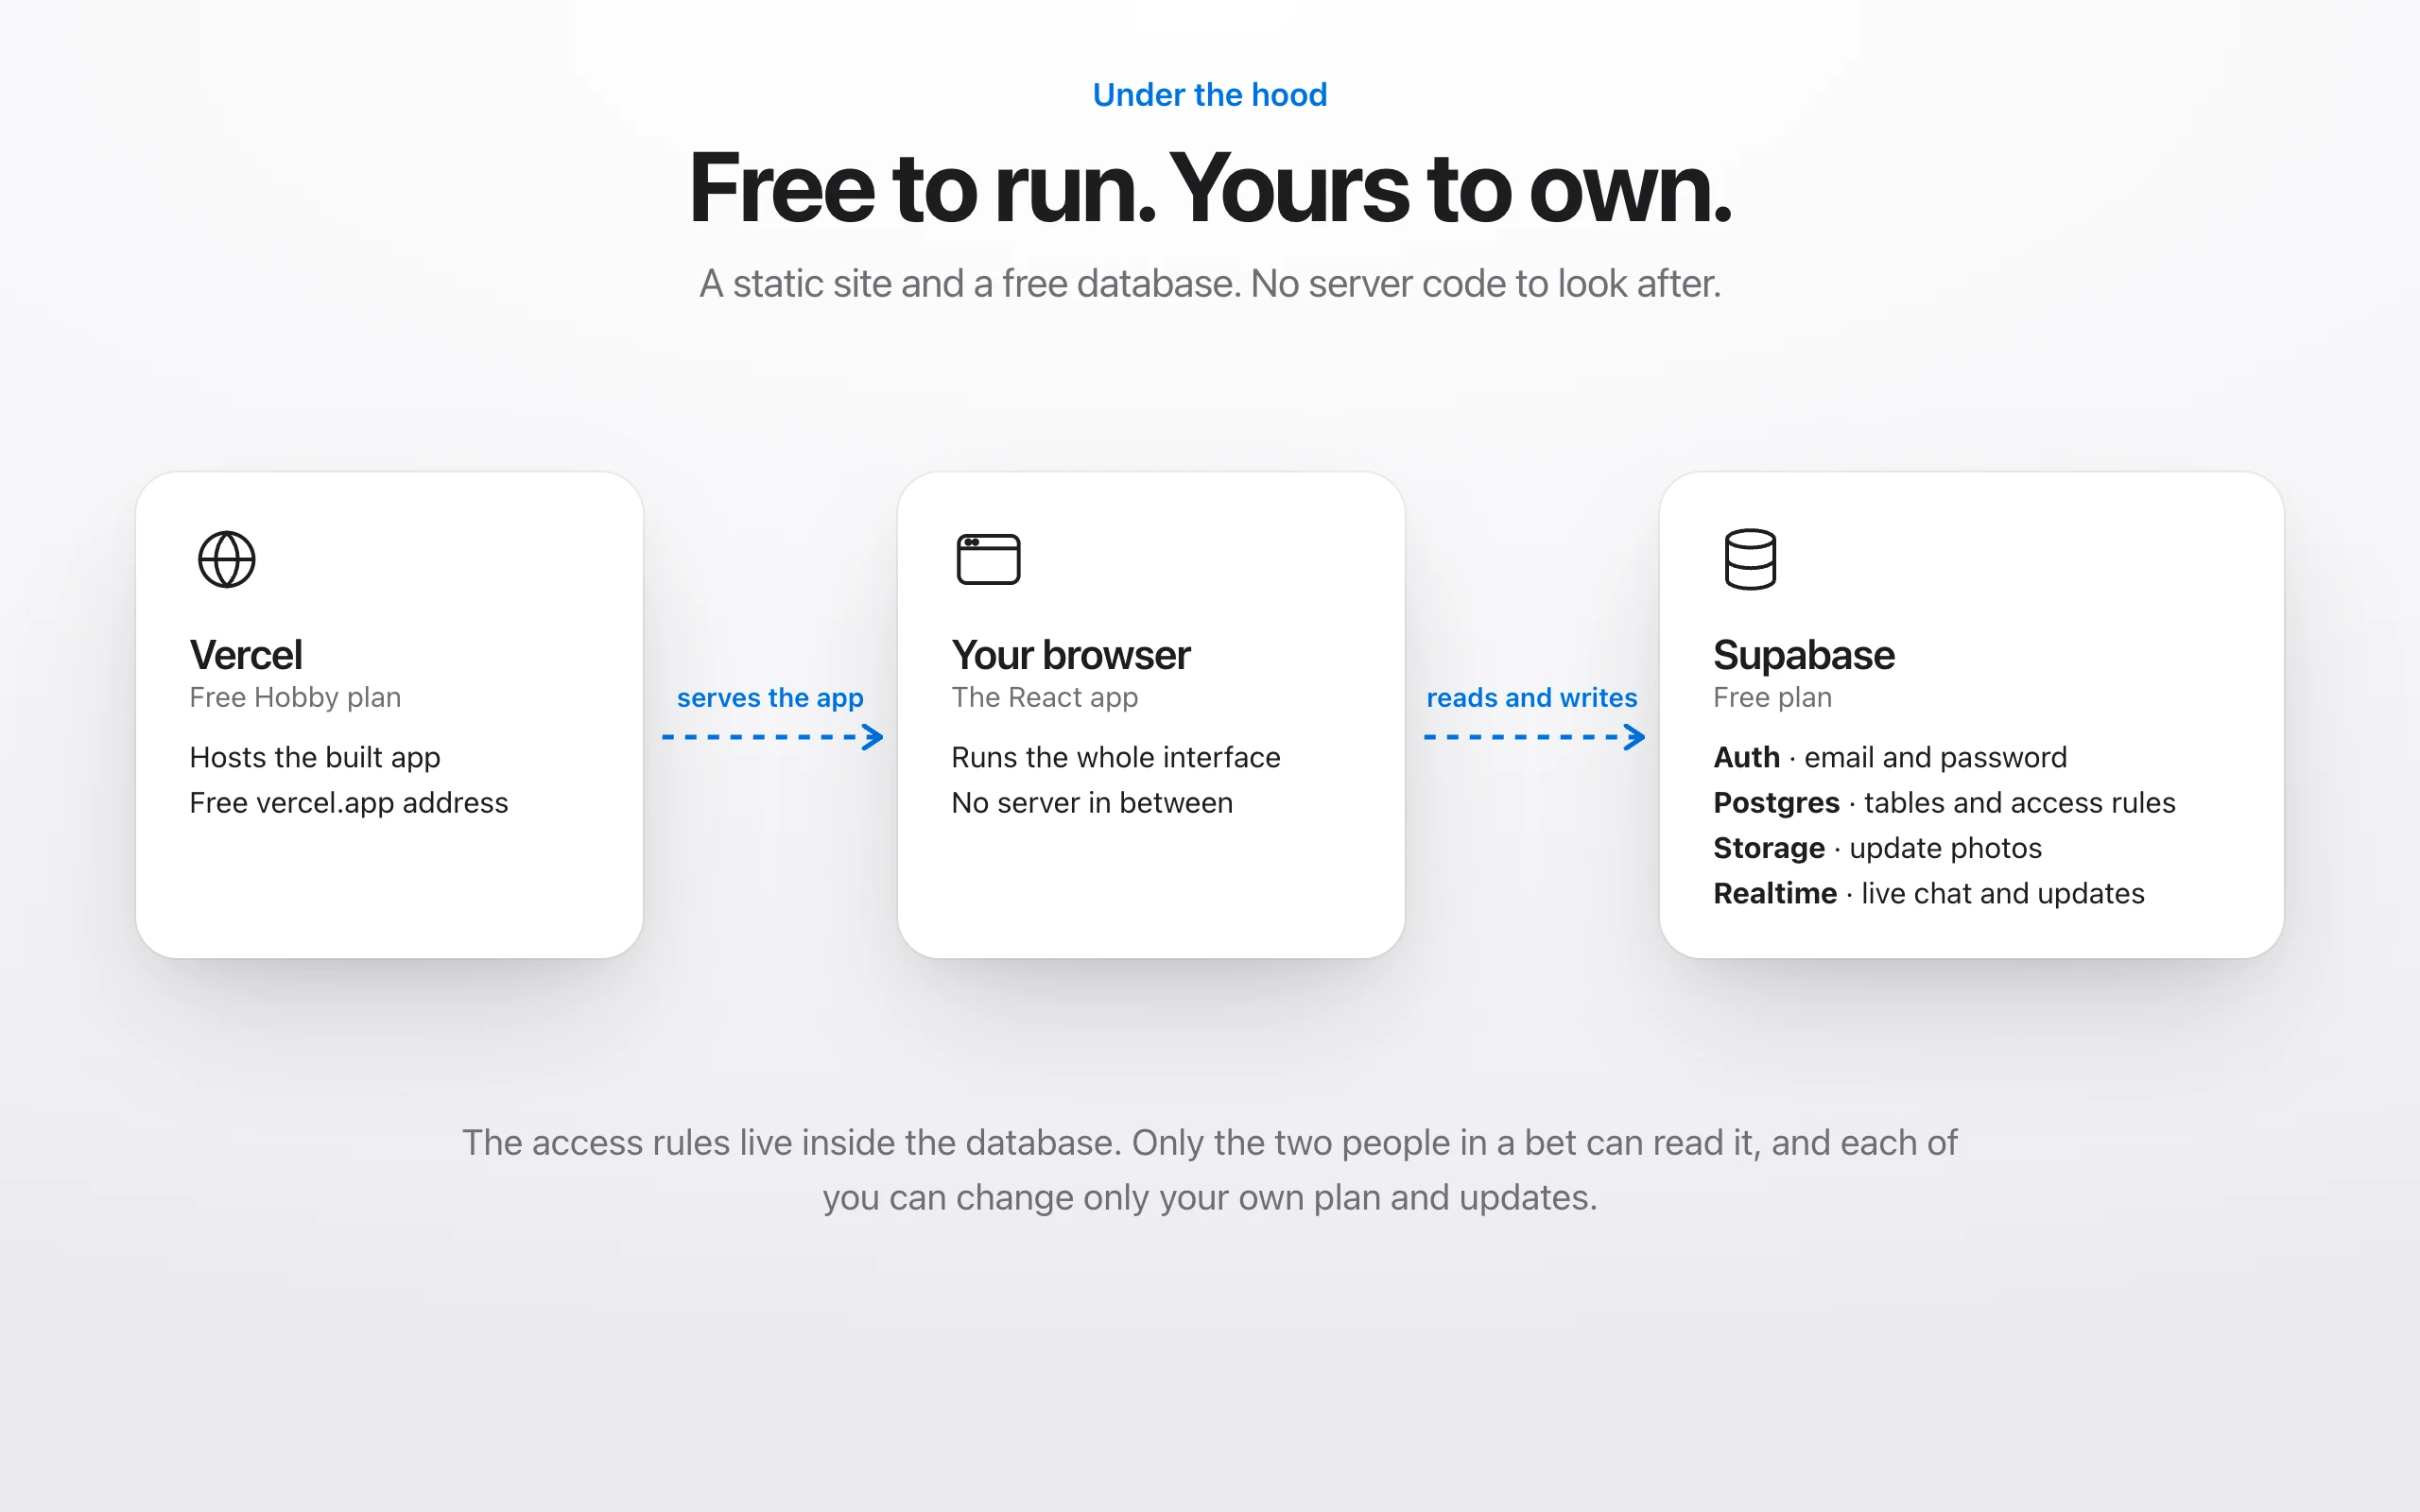 Under the hood
Free to run. Yours to own.
A static site and a free database. No server code to look after.
Vercel
Free Hobby plan
Hosts the built app
Free vercel.app address
serves the app
Your browser
The React app
Runs the whole interface
No server in between
reads and writes
Supabase
Free plan
Auth · email and password
Postgres · tables and access rules
Storage · update photos
Realtime · live chat and updates
The access rules live inside the database. Only the two people in a bet can read it, and each of
you can change only your own plan and updates.